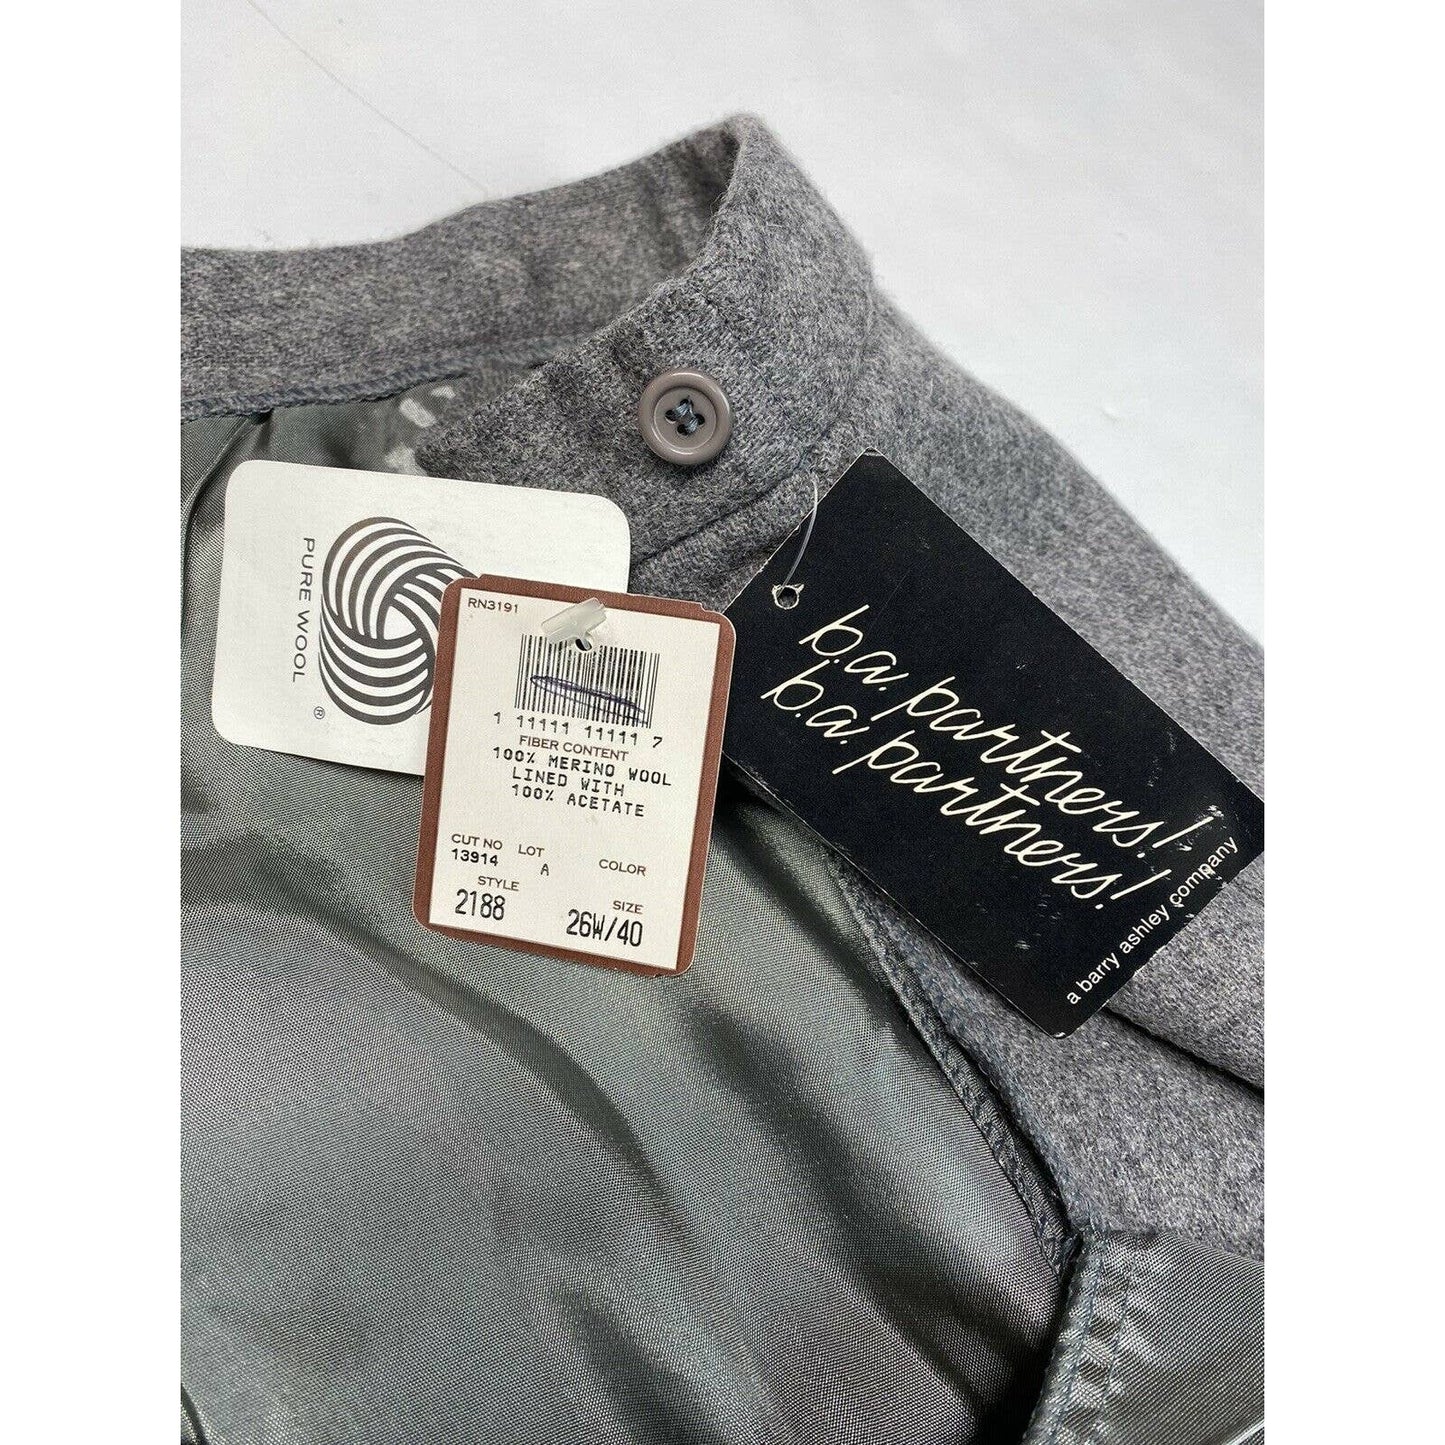 PURE WOOL
®
RN3191
1 11111 11111 7
FIBER CONTENT
100% MERINO WOOL
LINED WITH
100% ACETATE
CUT NO LOT COLOR
13914 A
STYLE SIZE
2188 26W/40
b.a. partners!
b.a. partners!
a barry ashley company